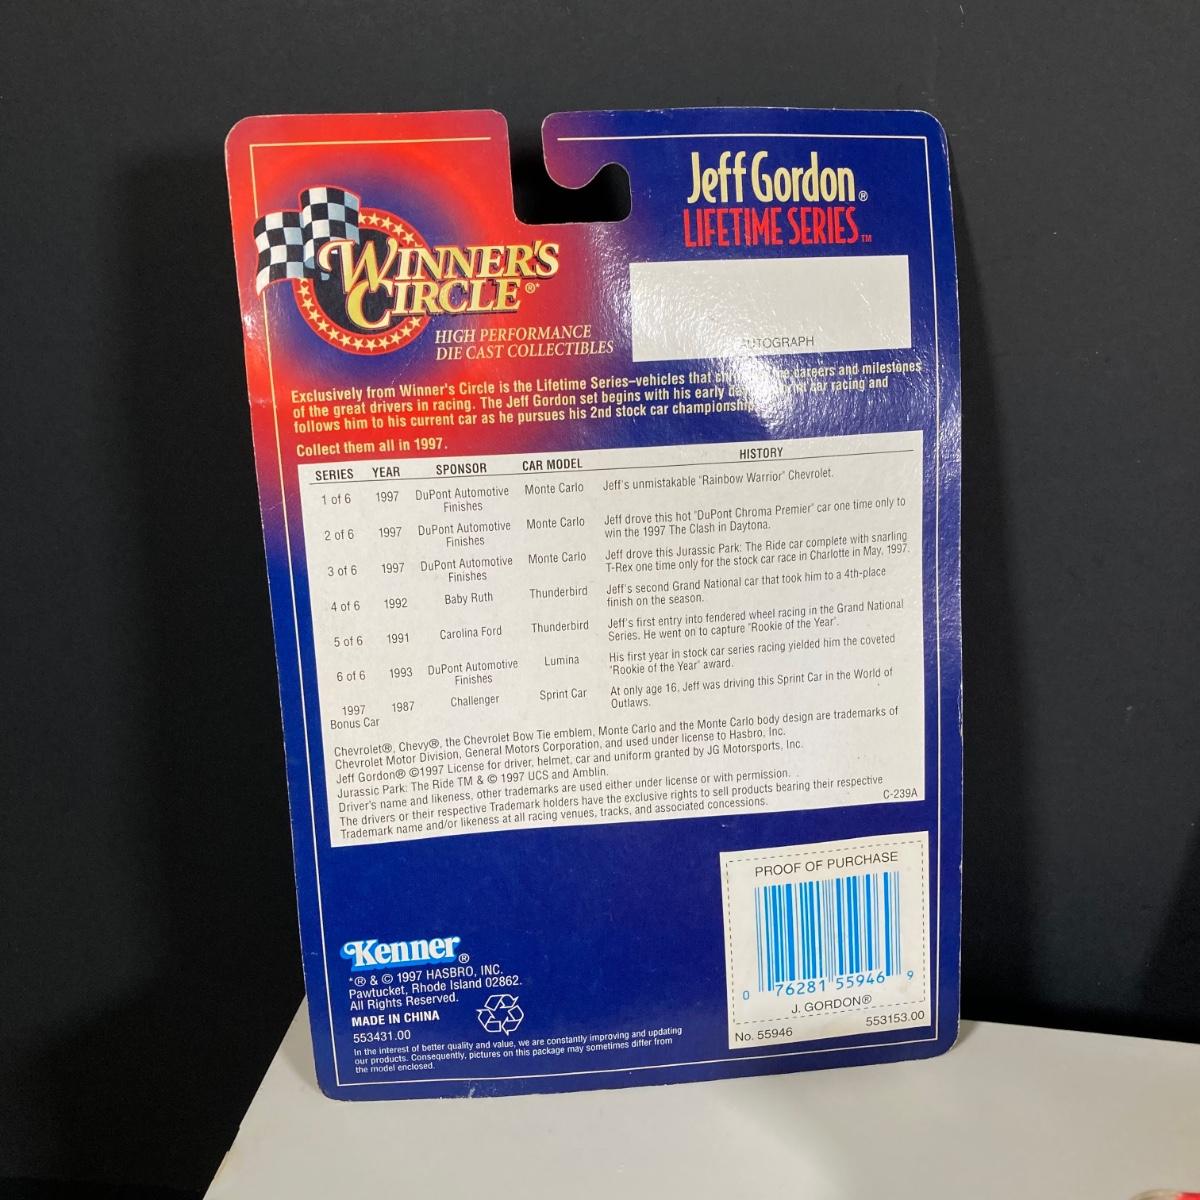 Jeff Gordon®
LIFETIME SERIES™
WINNER'S
CIRCLE®*
HIGH PERFORMANCE
DIE CAST COLLECTIBLES
AUTOGRAPH
Exclusively from Winner's Circle is the Lifetime Series–vehicles that the careers and milestones
of the great drivers in racing. The Jeff Gordon set begins with his early car racing and
follows him to his current car as he pursues his 2nd stock car championship
Collect them all in 1997.
SERIES YEAR SPONSOR CAR MODEL HISTORY
1 of 6 1997 DuPont Automotive Finishes Monte Carlo Jeff's unmistakable "Rainbow Warrior" Chevrolet.
2 of 6 1997 DuPont Automotive Finishes Monte Carlo Jeff drove this hot "DuPont Chroma Premier" car one time only to
win the 1997 The Clash in Daytona.
3 of 6 1997 DuPont Automotive Finishes Monte Carlo Jeff drove this Jurassic Park: The Ride car complete with snarling
T-Rex one time only for the stock car race in Charlotte in May, 1997.
4 of 6 1992 Baby Ruth Thunderbird Jeff's second Grand National car that took him to a 4th-place
finish on the season.
5 of 6 1991 Carolina Ford Thunderbird Jeff's first entry into fendered wheel racing in the Grand National
Series. He went on to capture "Rookie of the Year".
6 of 6 1993 DuPont Automotive Finishes Lumina His first year in stock car series racing yielded him the coveted
"Rookie of the Year" award.
1997 Bonus Car 1987 Challenger Sprint Car At only age 16, Jeff was driving this Sprint Car in the World of
Outlaws.
Chevrolet®, Chevy®, the Chevrolet Bow Tie emblem, Monte Carlo and the Monte Carlo body design are trademarks of
Chevrolet Motor Division, General Motors Corporation, and used under license to Hasbro, Inc.
Jeff Gordon® ©1997 License for driver, helmet, car and uniform granted by JG Motorsports, Inc.
Jurassic Park: The Ride TM & © 1997 UCS and Amblin.
Driver's name and likeness, other trademarks are used either under license or with permission.
The drivers or their respective Trademark holders have the exclusive rights to sell products bearing their respective
Trademark name and/or likeness at all racing venues, tracks, and associated concessions.
C-239A
PROOF OF PURCHASE
0 76281 55946 9
J. GORDON®
No. 55946 553153.00
Kenner®
*® & © 1997 HASBRO, INC.
Pawtucket, Rhode Island 02862.
All Rights Reserved.
MADE IN CHINA
553431.00
In the interest of better quality and value, we are constantly improving and updating
our products. Consequently, pictures on this package may sometimes differ from
the model enclosed.